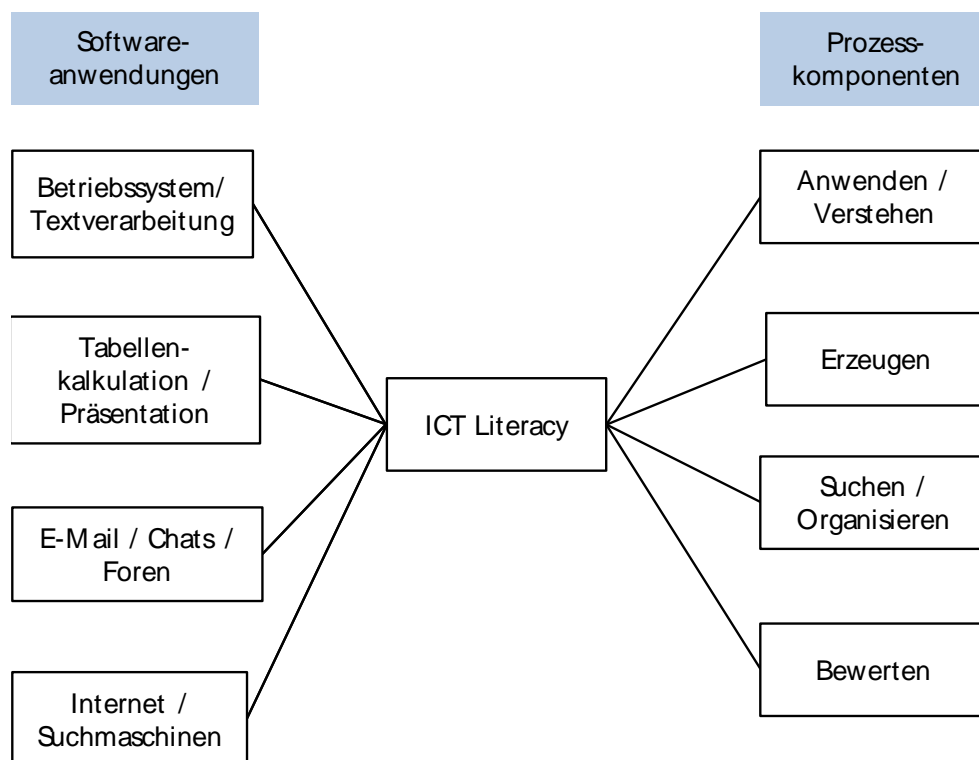 Software-
anwendungen
Betriebssystem/
Textverarbeitung
Tabellen-
kalkulation /
Präsentation
E-Mail / Chats /
Foren
Internet /
Suchmaschinen
ICT Literacy
Prozess-
komponenten
Anwenden /
Verstehen
Erzeugen
Suchen /
Organisieren
Bewerten